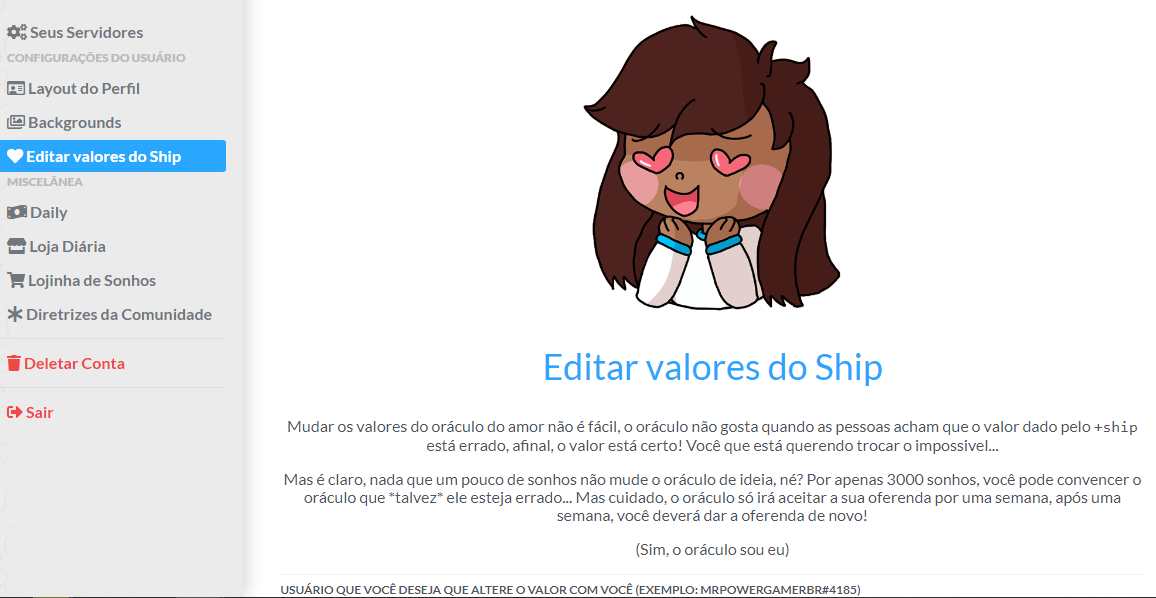 Seus Servidores
CONFIGURAÇÕES DO USUÁRIO
Layout do Perfil
Backgrounds
Editar valores do Ship
MISCELÂNEA
Daily
Loja Diária
Lojinha de Sonhos
Diretrizes da Comunidade
Deletar Conta
Sair
Editar valores do Ship
Mudar os valores do oráculo do amor não é fácil, o oráculo não gosta quando as pessoas acham que o valor dado pelo +ship
está errado, afinal, o valor está certo! Você que está querendo trocar o impossivel...
Mas é claro, nada que um pouco de sonhos não mude o oráculo de ideia, né? Por apenas 3000 sonhos, você pode convencer o
oráculo que *talvez* ele esteja errado... Mas cuidado, o oráculo só irá aceitar a sua oferenda por uma semana, após uma
semana, você deverá dar a oferenda de novo!
(Sim, o oráculo sou eu)
USUÁRIO QUE VOCÊ DESEJA QUE ALTERE O VALOR COM VOCÊ (EXEMPLO: MRPOWERGAMERBR#4185)